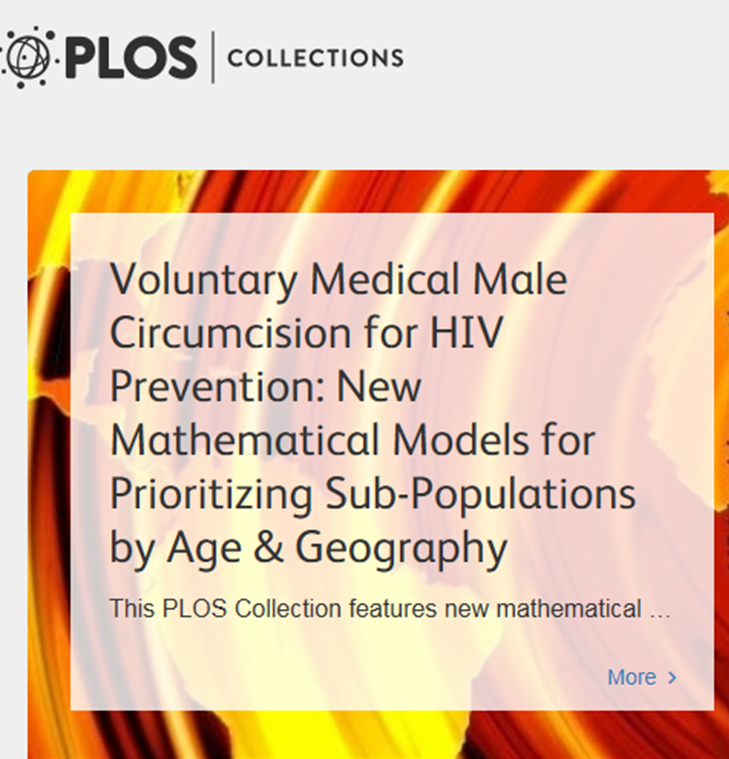 PLOS | COLLECTIONS
Voluntary Medical Male
Circumcision for HIV
Prevention: New
Mathematical Models for
Prioritizing Sub-Populations
by Age & Geography
This PLOS Collection features new mathematical ...
More >